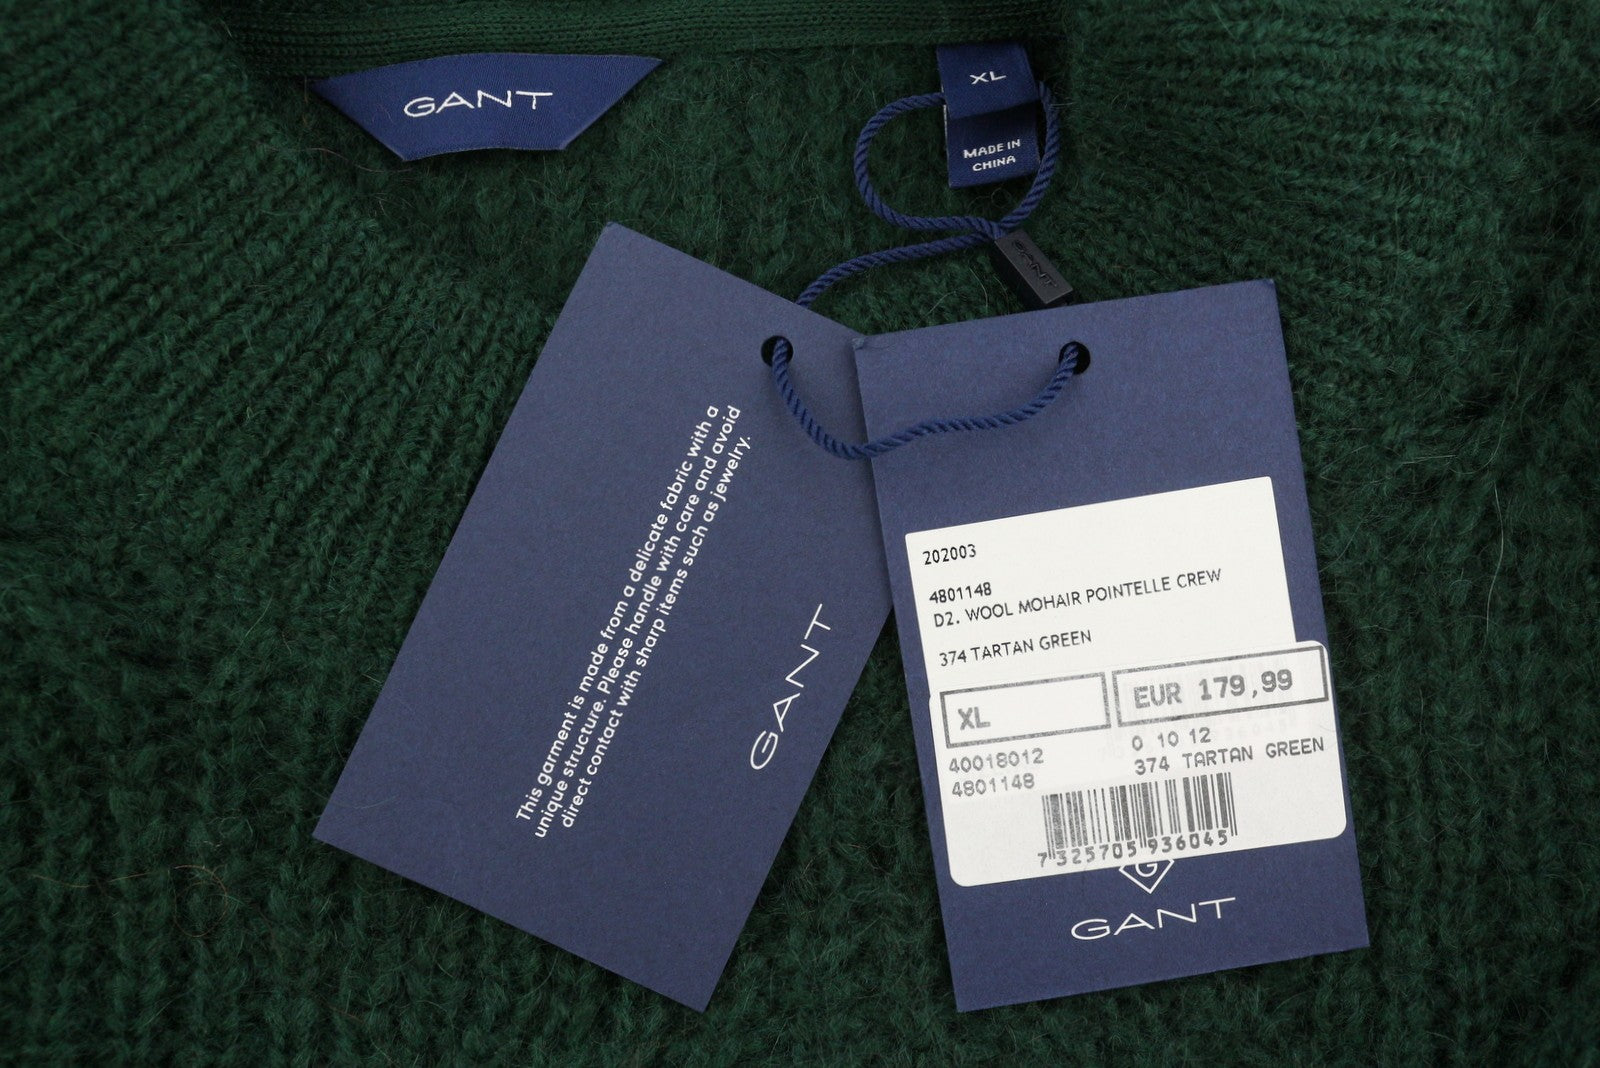 GANT
XL
MADE IN
CHINA
GANT
This garment is made from a delicate fabric with a
unique structure. Please handle with care and avoid
direct contact with sharp items such as jewelry.
GANT
202003
4801148
D2. WOOL MOHAIR POINTELLE CREW
374 TARTAN GREEN
XL
EUR 179,99
40018012
0 10 12
4801148
374 TARTAN GREEN
7 325705 936045
G
GANT